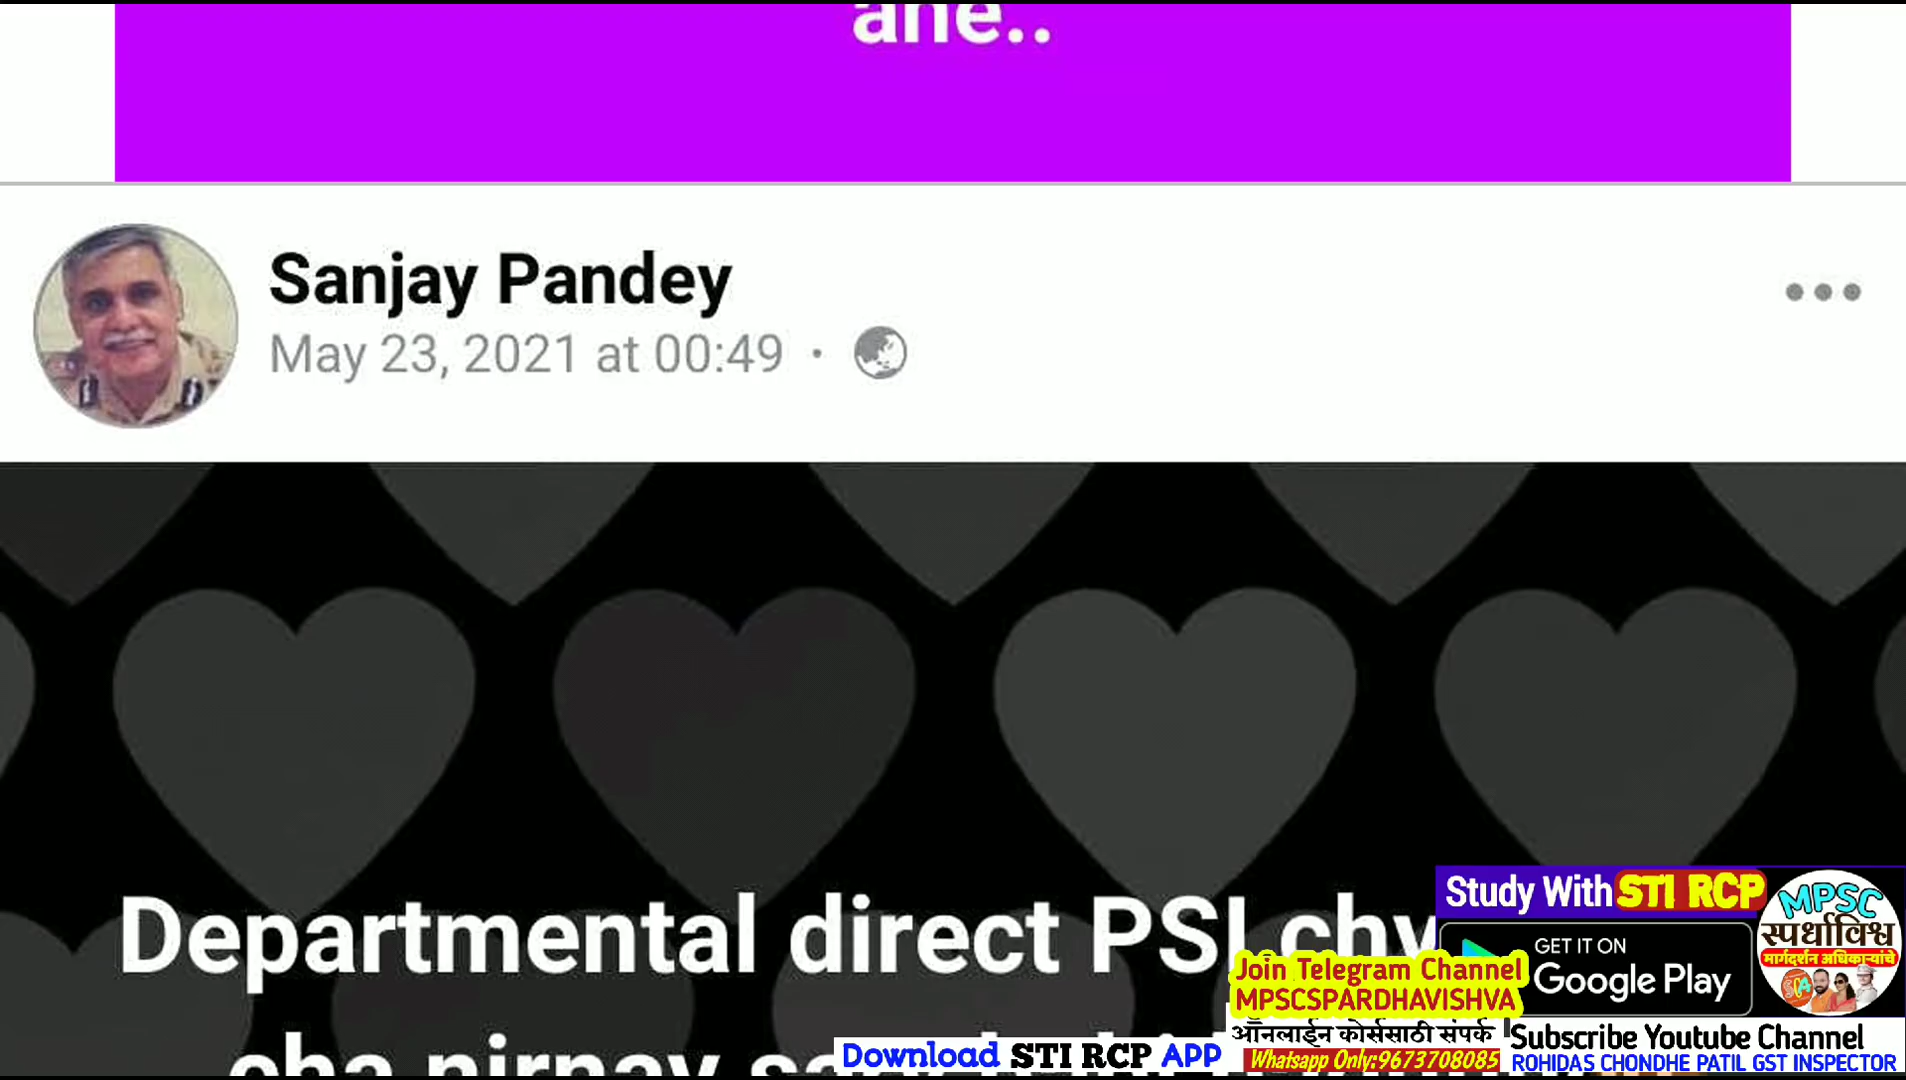 ahe..
Sanjay Pandey
May 23, 2021 at 00:49 ·
Departmental direct PSI
cha nirnay
Study With STI RCP
GET IT ON
Google Play
MPSC
स्पर्धाविश्व
मार्गदर्शन अधिकाऱ्यांचे
Join Telegram Channel
MPSCSPARDHAVISHVA
ऑनलाईन कोर्ससाठी संपर्क
Whatsapp Only:9673708085
Download STI RCP APP
Subscribe Youtube Channel
ROHIDAS CHONDHE PATIL GST INSPECTOR